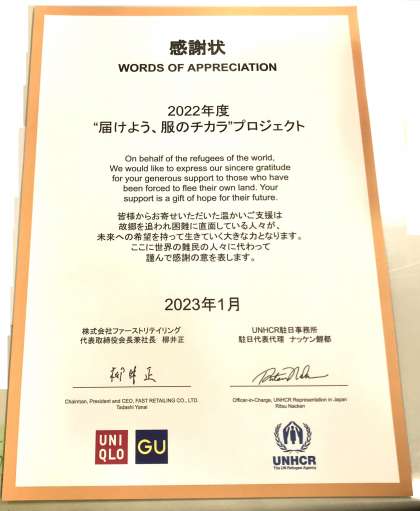 感謝状
WORDS OF APPRECIATION
2022年度
“届けよう、服のチカラ”プロジェクト
On behalf of the refugees of the world,
We would like to express our sincere gratitude
for your generous support to those who have
been forced to flee their own land. Your
support is a gift of hope for their future.
皆様からお寄せいただいた温かいご支援は
故郷を追われ困難に直面している人々が、
未来への希望を持って生きていく大きな力となります。
ここに世界の難民の人々に代わって
謹んで感謝の意を表します。
2023年1月
株式会社ファーストリテイリング
代表取締役会長兼社長 柳井正
UNHCR駐日事務所
駐日代表代理 ナッケン鯉都
柳井 正
Chairman, President and CEO, FAST RETAILING CO., LTD.
Tadashi Yanai
Officer-in-Charge, UNHCR Representation in Japan
Ritsu Nacken
UNI
QLO
GU
UNHCR
The UN Refugee Agency